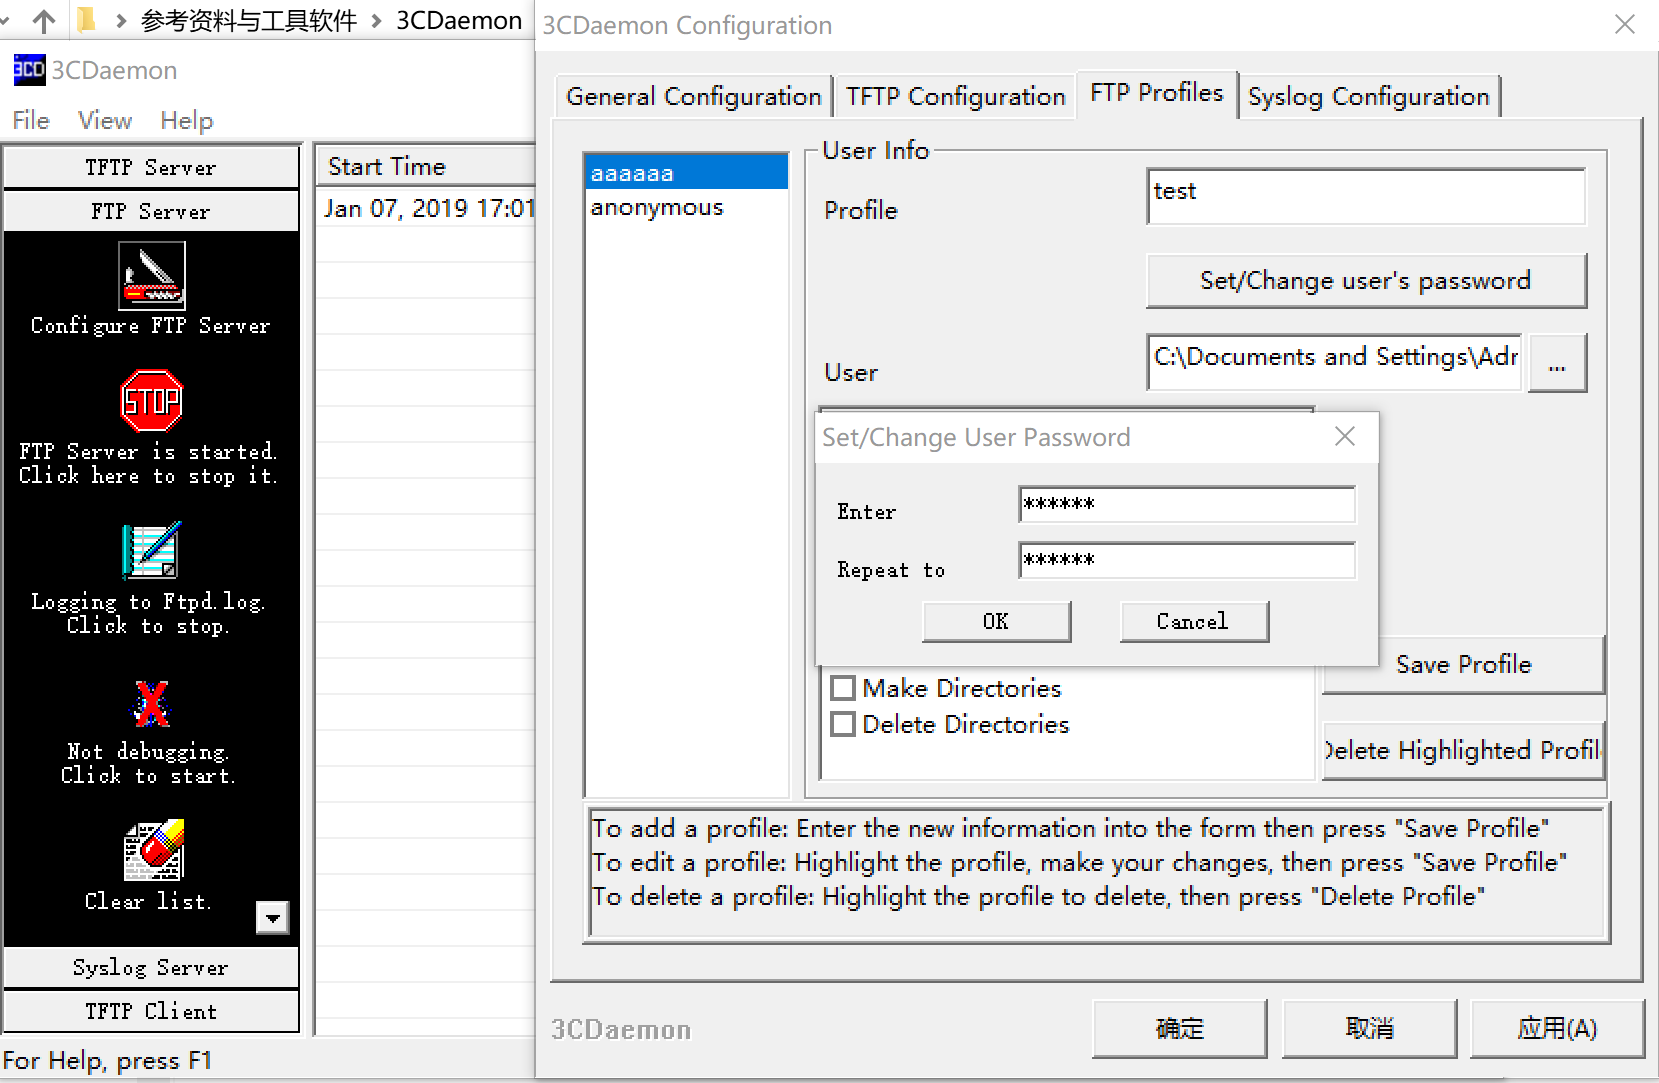 参考资料与工具软件 > 3CDaemon
3CDaemon
File View Help
TFTP Server
FTP Server
Configure FTP Server
STOP
FTP Server is started.
Click here to stop it.
Logging to Ftpd.log.
Click to stop.
Not debugging.
Click to start.
Clear list.
Syslog Server
TFTP Client
For Help, press F1
Start Time
Jan 07, 2019 17:01
3CDaemon Configuration
General Configuration
TFTP Configuration
FTP Profiles
Syslog Configuration
aaaaaa
anonymous
User Info
Profile
test
Set/Change user's password
User
C:\Documents and Settings\Adr
...
Set/Change User Password
Enter
******
Repeat to
******
OK
Cancel
Make Directories
Delete Directories
Save Profile
Delete Highlighted Profil
To add a profile: Enter the new information into the form then press "Save Profile"
To edit a profile: Highlight the profile, make your changes, then press "Save Profile"
To delete a profile: Highlight the profile to delete, then press "Delete Profile"
3CDaemon
确定
取消
应用(A)